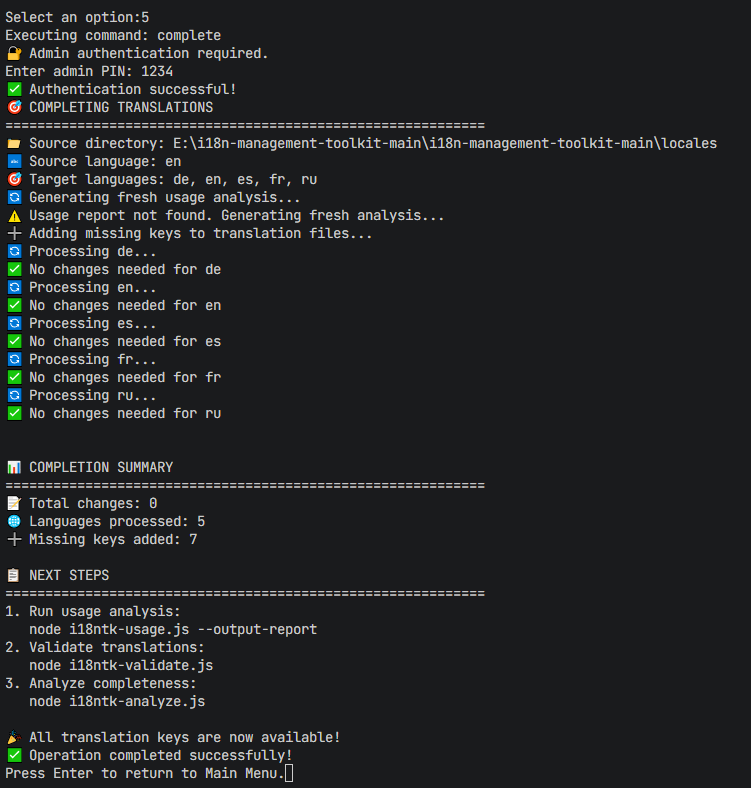 Select an option:5
Executing command: complete
🔐 Admin authentication required.
Enter admin PIN: 1234
✅ Authentication successful!
🎯 COMPLETING TRANSLATIONS
============================================================
📁 Source directory: E:\i18n-management-toolkit-main\i18n-management-toolkit-main\locales
🔤 Source language: en
🎯 Target languages: de, en, es, fr, ru
🔄 Generating fresh usage analysis...
⚠️ Usage report not found. Generating fresh analysis...
➕ Adding missing keys to translation files...
🔄 Processing de...
✅ No changes needed for de
🔄 Processing en...
✅ No changes needed for en
🔄 Processing es...
✅ No changes needed for es
🔄 Processing fr...
✅ No changes needed for fr
🔄 Processing ru...
✅ No changes needed for ru
📊 COMPLETION SUMMARY
============================================================
📝 Total changes: 0
🌐 Languages processed: 5
➕ Missing keys added: 7
📋 NEXT STEPS
============================================================
1. Run usage analysis:
node i18ntk-usage.js --output-report
2. Validate translations:
node i18ntk-validate.js
3. Analyze completeness:
node i18ntk-analyze.js
🎉 All translation keys are now available!
✅ Operation completed successfully!
Press Enter to return to Main Menu.